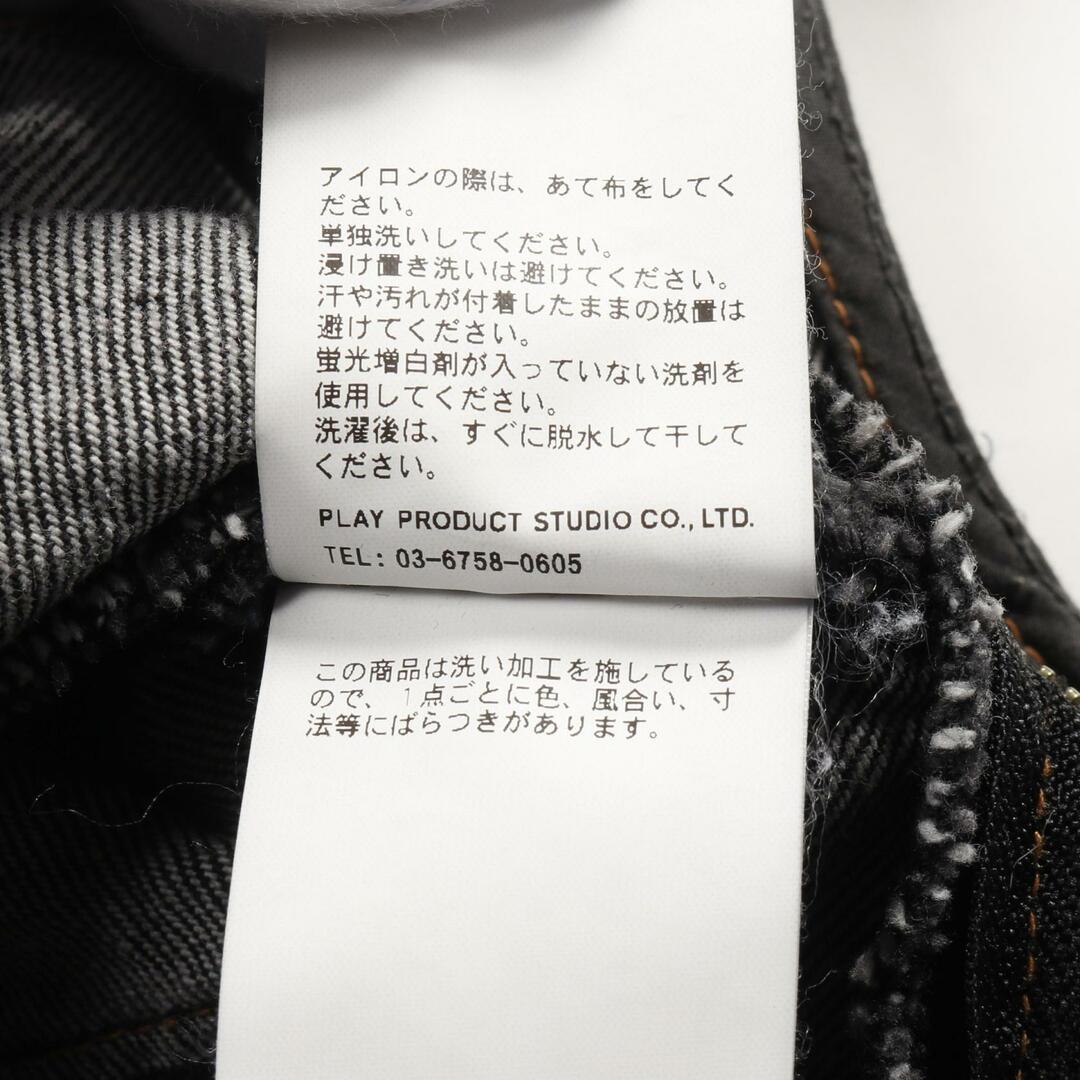 アイロンの際は、あて布をしてく
ださい。
単独洗いしてください。
浸け置き洗いは避けてください。
汗や汚れが付着したままの放置は
避けてください。
蛍光増白剤が入っていない洗剤を
使用してください。
洗濯後は、すぐに脱水して干して
ください。
PLAY PRODUCT STUDIO CO., LTD.
TEL: 03-6758-0605
この商品は洗い加工を施している
ので、1点ごとに色、風合い、寸
法等にばらつきがあります。